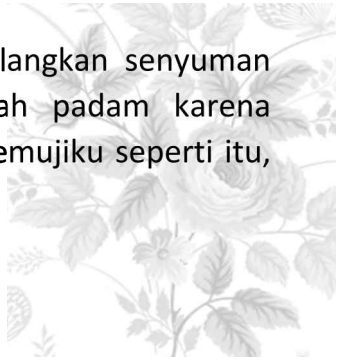 langkan senyuman
ah padam karena
emujiku seperti itu,